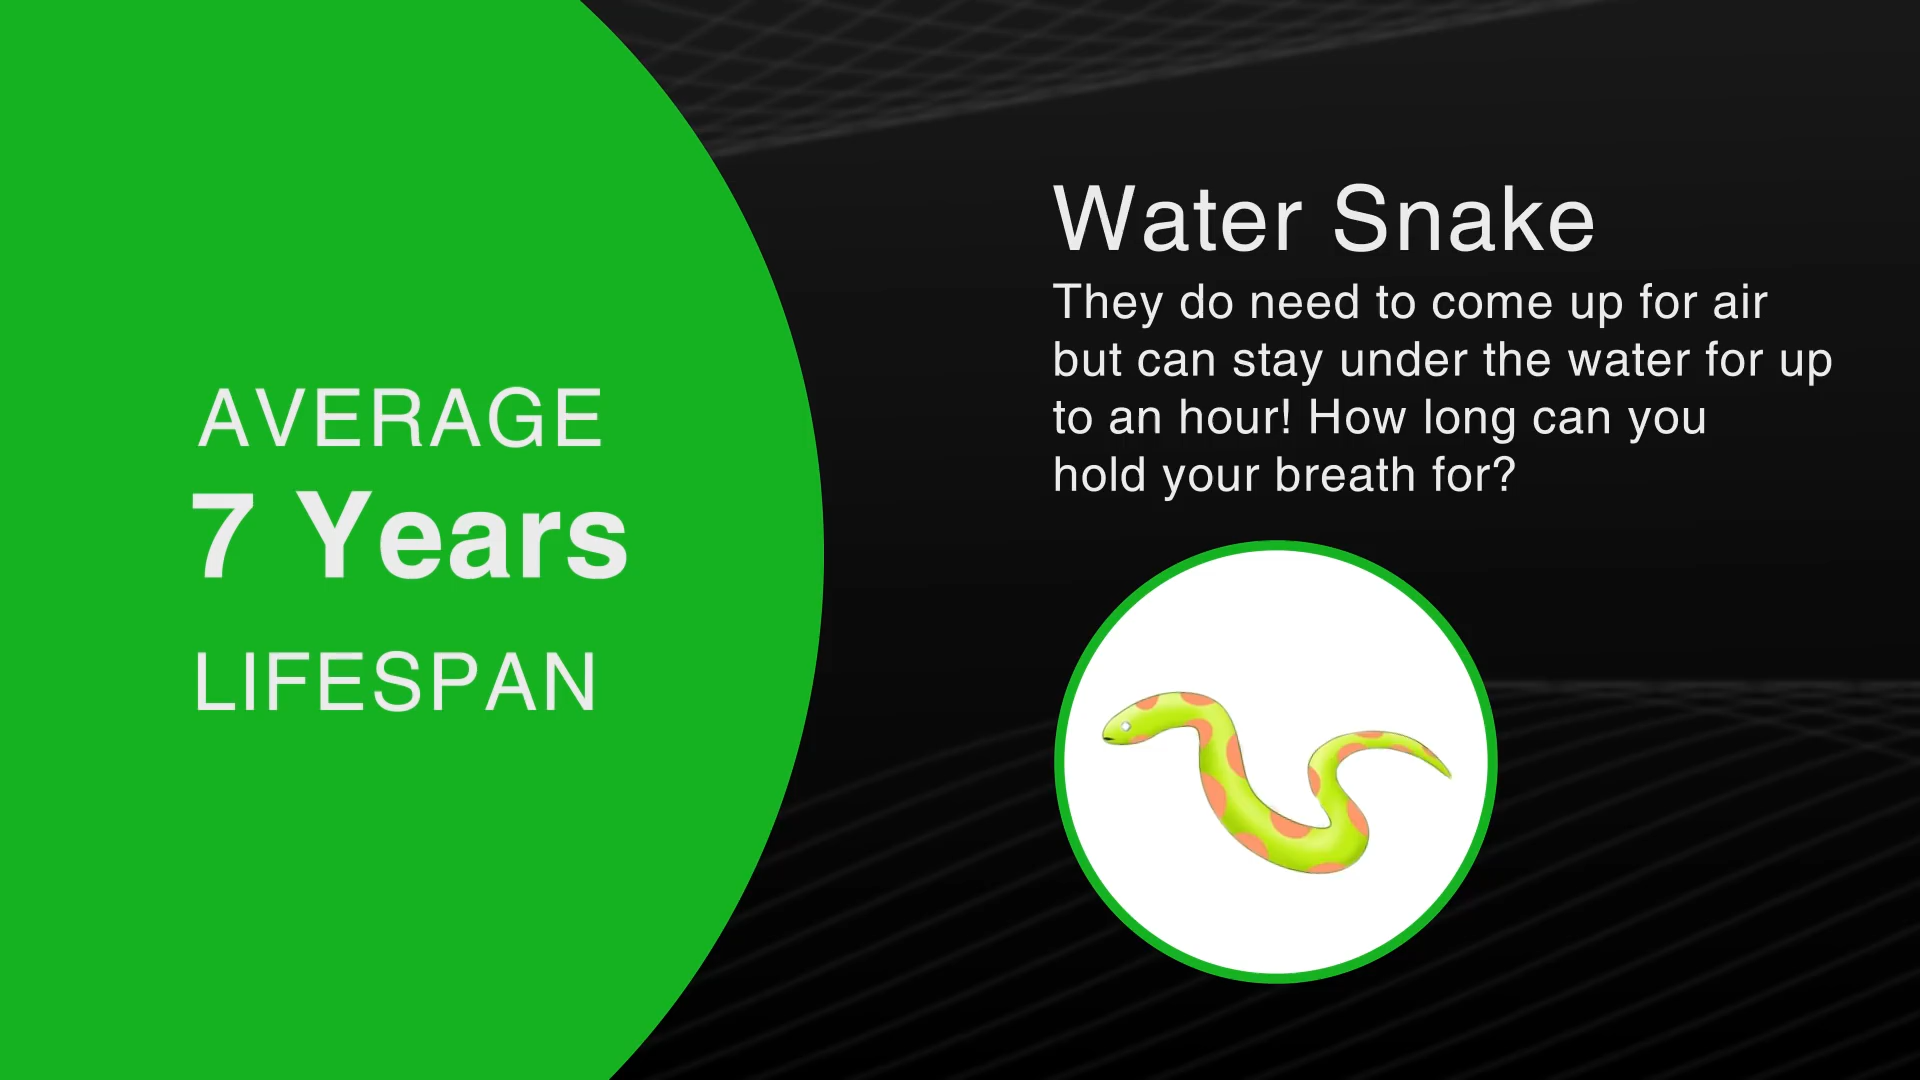 AVERAGE
7 Years
LIFESPAN
Water Snake
They do need to come up for air
but can stay under the water for up
to an hour! How long can you
hold your breath for?